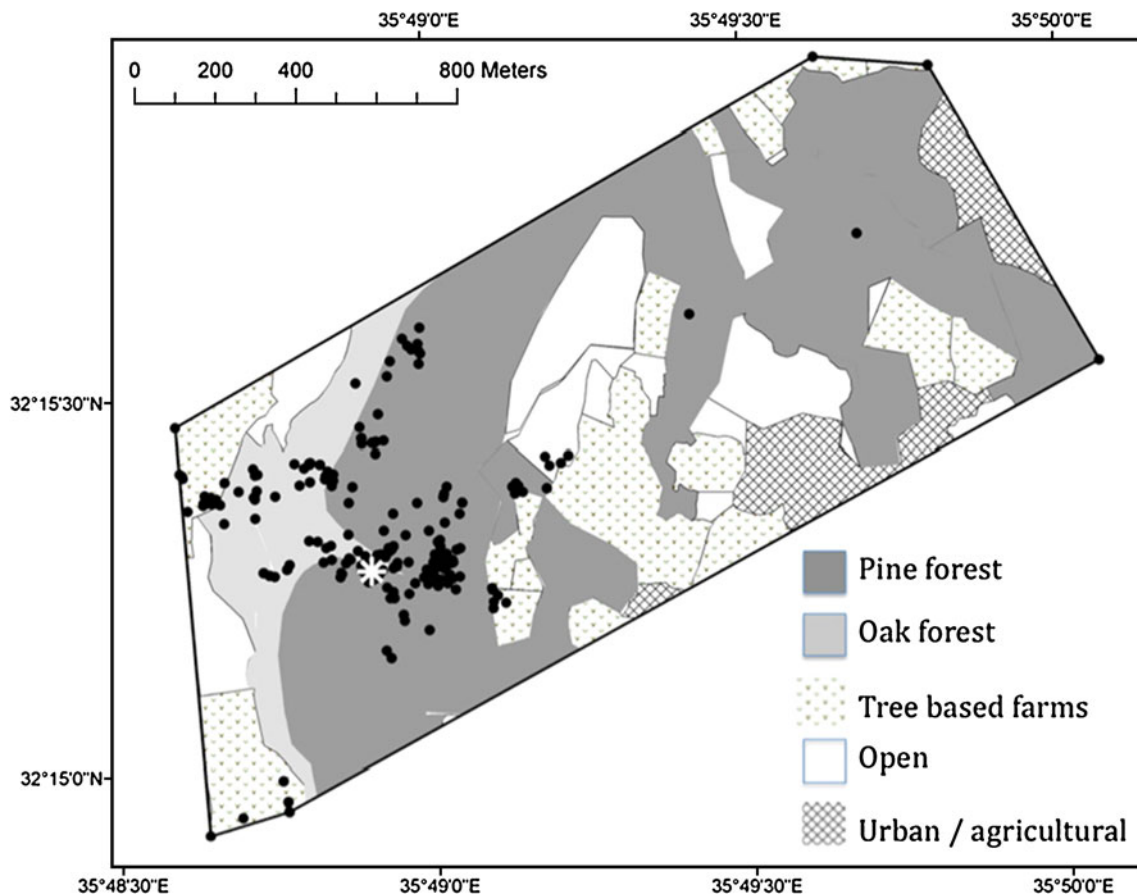 35°49'0"E 35°49'30"E 35°50'0"E
0 200 400 800 Meters
32°15'30"N
32°15'0"N
Pine forest
Oak forest
Tree based farms
Open
Urban / agricultural
35°48'30"E 35°49'0"E 35°49'30"E 35°50'0"E